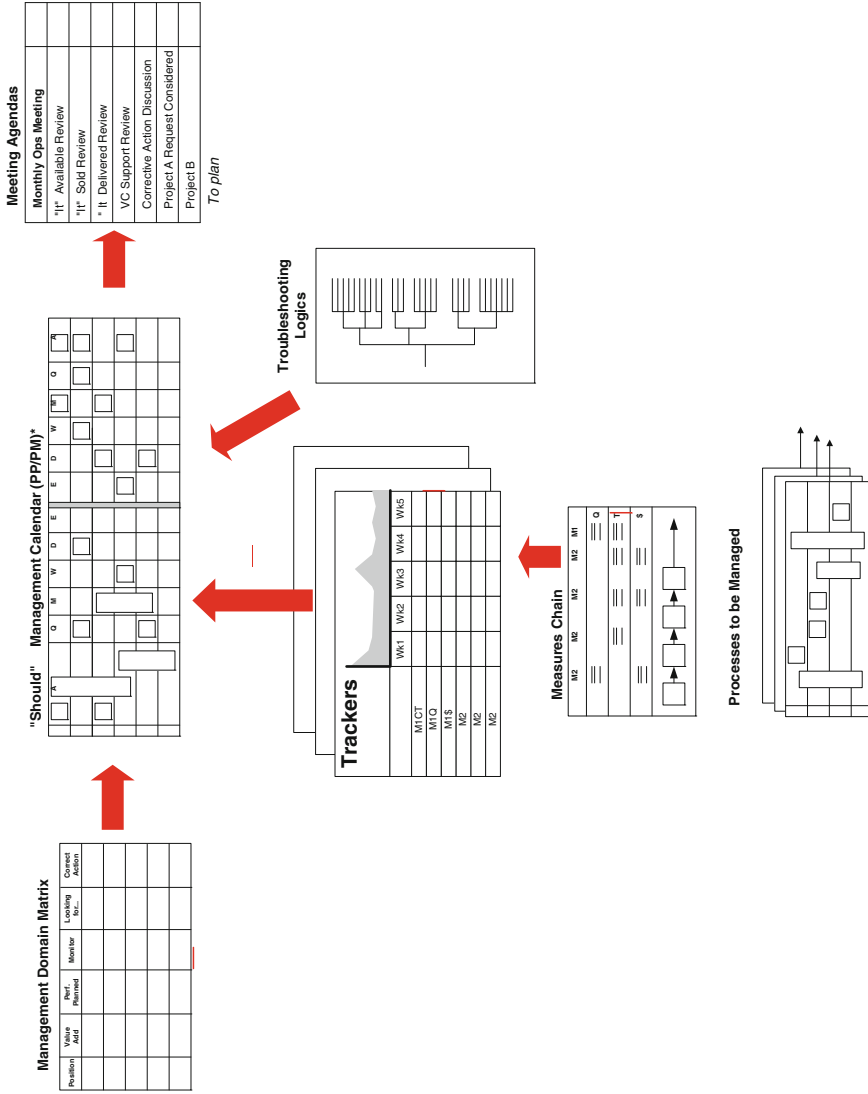 Management Domain Matrix
Position
Value
Add
Perf.
Planned
Monitor
Looking
for...
Correct
Action
"Should"
Management Calendar (PP/PM)*
A
Q
M
W
D
E
E
D
W
M
Q
A
Meeting Agendas
Monthly Ops Meeting
"It" Available Review
"It" Sold Review
" It Delivered Review
VC Support Review
Corrective Action Discussion
Project A Request Considered
Project B
To plan
Trackers
Wk1
Wk2
Wk3
Wk4
Wk5
M1CT
M1Q
M1$
M2
M2
M2
Troubleshooting
Logics
Measures Chain
M2
M2
M2
M2
M1
Q
T
$
Processes to be Managed